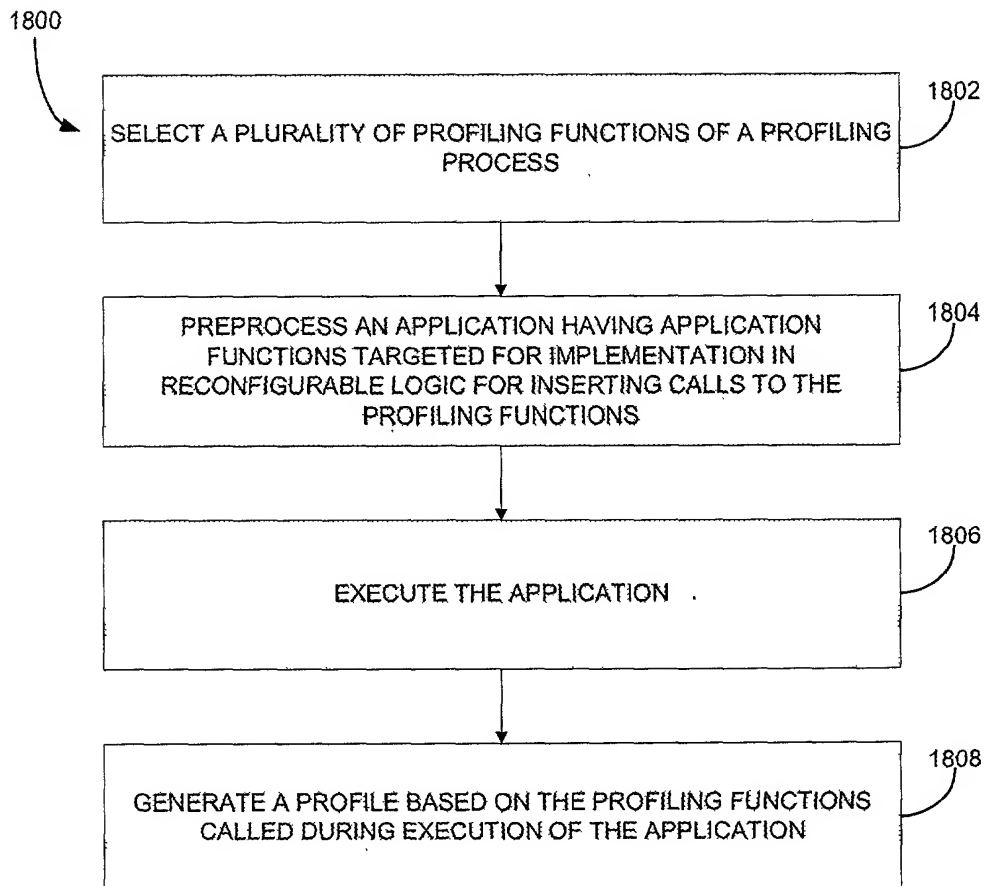 1800
1802
SELECT A PLURALITY OF PROFILING FUNCTIONS OF A PROFILING
PROCESS
1804
PREPROCESS AN APPLICATION HAVING APPLICATION
FUNCTIONS TARGETED FOR IMPLEMENTATION IN
RECONFIGURABLE LOGIC FOR INSERTING CALLS TO THE
PROFILING FUNCTIONS
1806
EXECUTE THE APPLICATION
1808
GENERATE A PROFILE BASED ON THE PROFILING FUNCTIONS
CALLED DURING EXECUTION OF THE APPLICATION